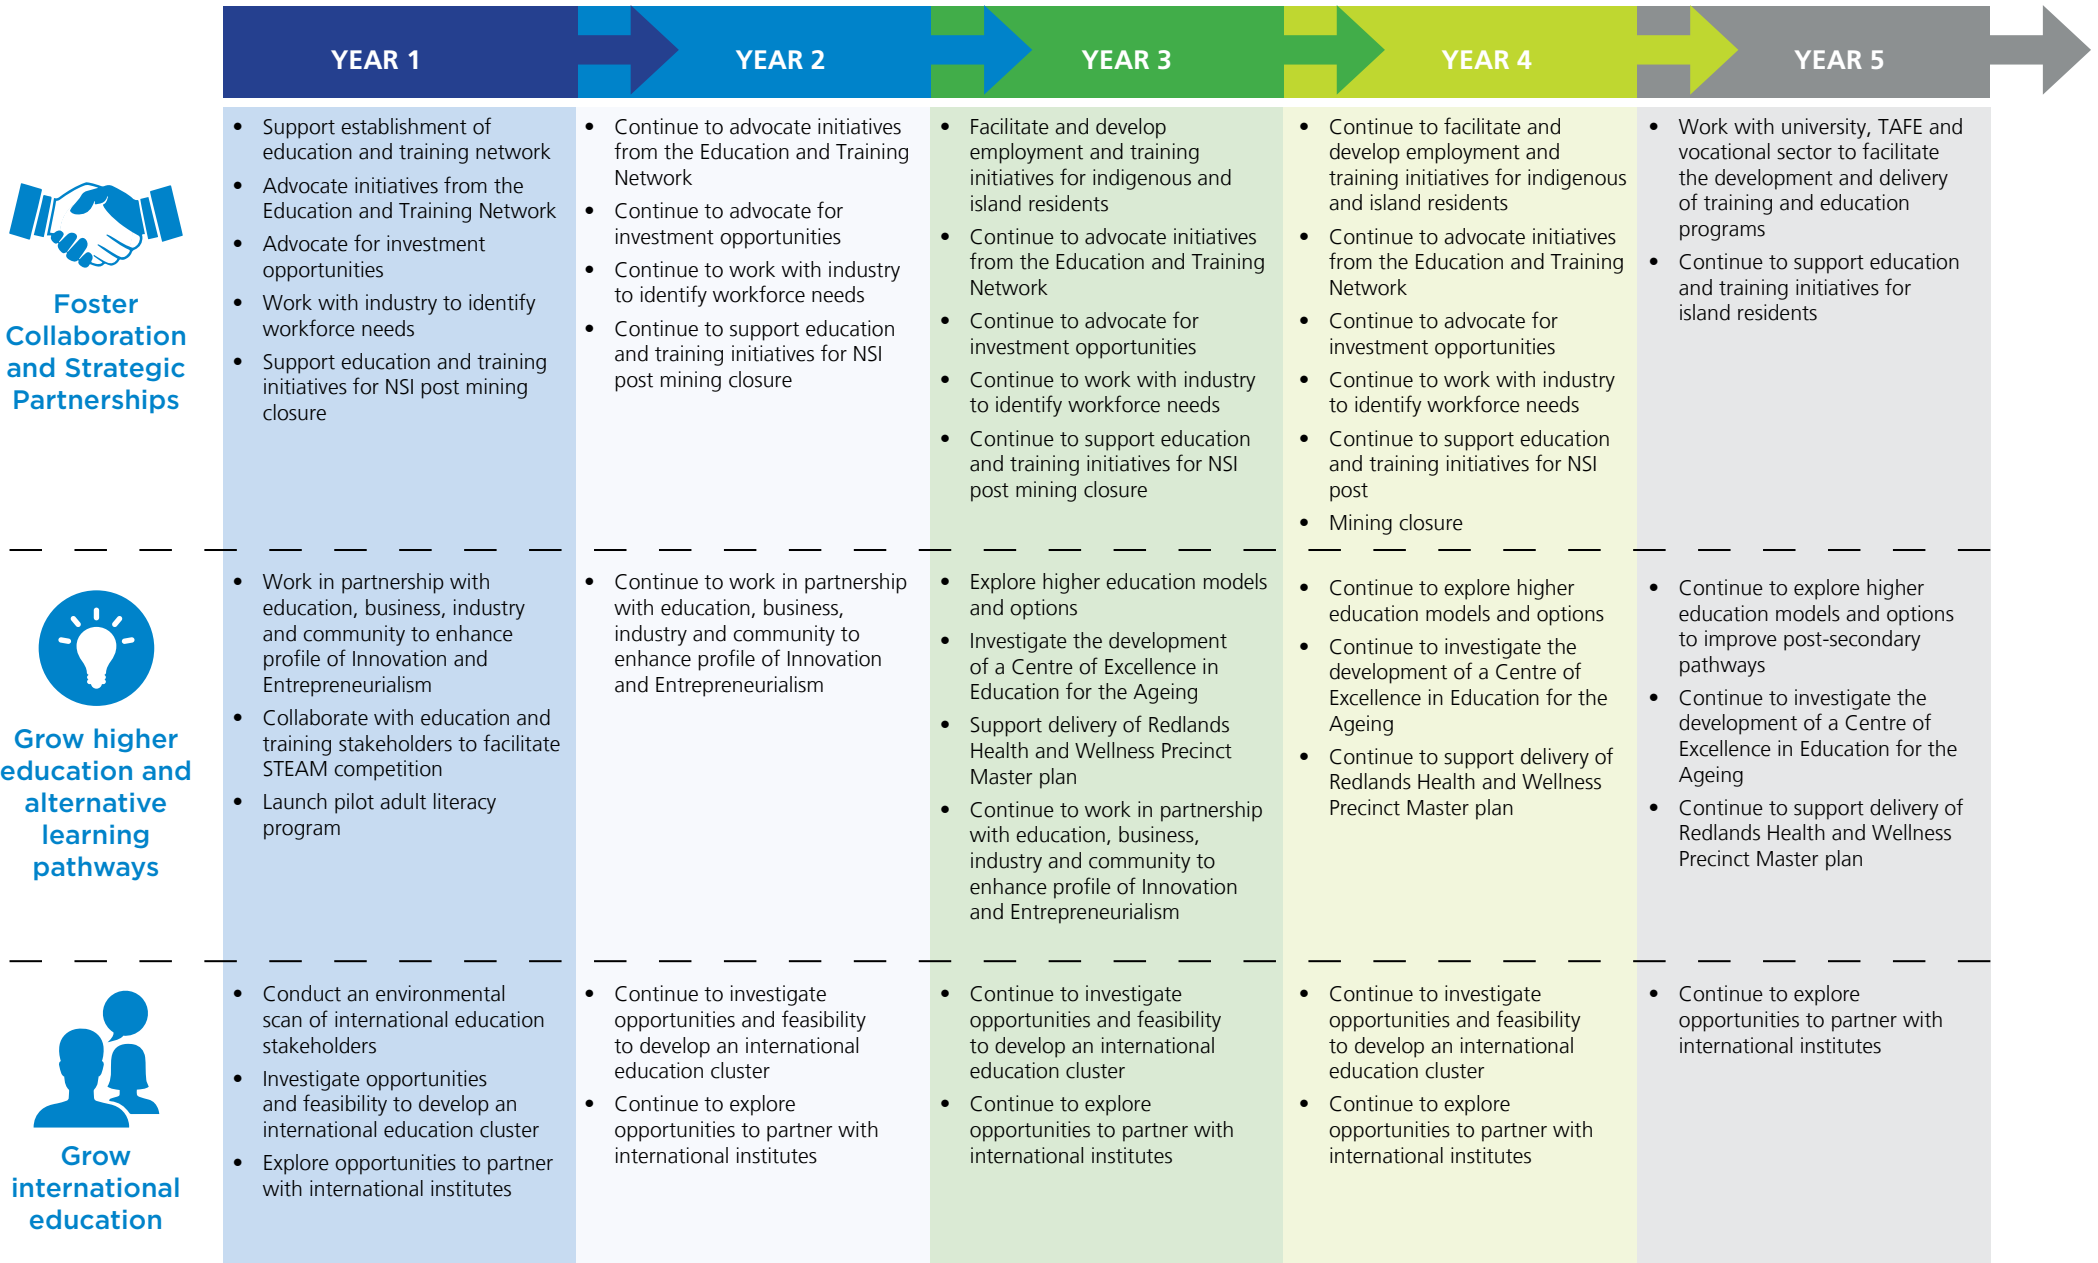 YEAR 1
YEAR 2
YEAR 3
YEAR 4
YEAR 5
Foster
Collaboration
and Strategic
Partnerships
• Support establishment of
education and training network
• Advocate initiatives from the
Education and Training Network
• Advocate for investment
opportunities
• Work with industry to identify
workforce needs
• Support education and training
initiatives for NSI post mining
closure
• Continue to advocate initiatives
from the Education and Training
Network
• Continue to advocate for
investment opportunities
• Continue to work with industry
to identify workforce needs
• Continue to support education
and training initiatives for NSI
post mining closure
• Facilitate and develop
employment and training
initiatives for indigenous and
island residents
• Continue to advocate initiatives
from the Education and Training
Network
• Continue to advocate for
investment opportunities
• Continue to work with industry
to identify workforce needs
• Continue to support education
and training initiatives for NSI
post mining closure
• Continue to facilitate and
develop employment and
training initiatives for indigenous
and island residents
• Continue to advocate initiatives
from the Education and Training
Network
• Continue to advocate for
investment opportunities
• Continue to work with industry
to identify workforce needs
• Continue to support education
and training initiatives for NSI
post
• Mining closure
• Work with university, TAFE and
vocational sector to facilitate
the development and delivery
of training and education
programs
• Continue to support education
and training initiatives for
island residents
Grow higher
education and
alternative
learning
pathways
• Work in partnership with
education, business, industry
and community to enhance
profile of Innovation and
Entrepreneurialism
• Collaborate with education and
training stakeholders to facilitate
STEAM competition
• Launch pilot adult literacy
program
• Continue to work in partnership
with education, business,
industry and community to
enhance profile of Innovation
and Entrepreneurialism
• Explore higher education models
and options
• Investigate the development
of a Centre of Excellence in
Education for the Ageing
• Support delivery of Redlands
Health and Wellness Precinct
Master plan
• Continue to work in partnership
with education, business,
industry and community to
enhance profile of Innovation
and Entrepreneurialism
• Continue to explore higher
education models and options
• Continue to investigate the
development of a Centre of
Excellence in Education for the
Ageing
• Continue to support delivery of
Redlands Health and Wellness
Precinct Master plan
• Continue to explore higher
education models and options
to improve post-secondary
pathways
• Continue to investigate the
development of a Centre of
Excellence in Education for the
Ageing
• Continue to support delivery of
Redlands Health and Wellness
Precinct Master plan
Grow
international
education
• Conduct an environmental
scan of international education
stakeholders
• Investigate opportunities
and feasibility to develop an
international education cluster
• Explore opportunities to partner
with international institutes
• Continue to investigate
opportunities and feasibility
to develop an international
education cluster
• Continue to explore
opportunities to partner with
international institutes
• Continue to investigate
opportunities and feasibility
to develop an international
education cluster
• Continue to explore
opportunities to partner with
international institutes
• Continue to investigate
opportunities and feasibility
to develop an international
education cluster
• Continue to explore
opportunities to partner with
international institutes
• Continue to explore
opportunities to partner with
international institutes